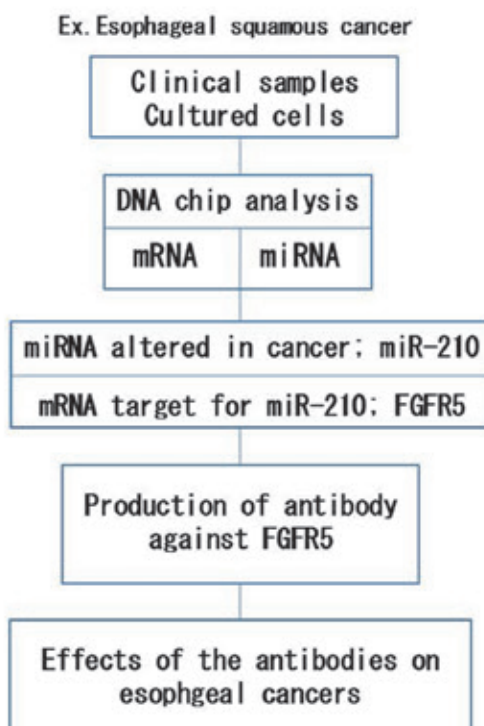 Ex. Esophageal squamous cancer
Clinical samples
Cultured cells
DNA chip analysis
mRNA
miRNA
miRNA altered in cancer; miR-210
mRNA target for miR-210; FGFR5
Production of antibody
against FGFR5
Effects of the antibodies on
esophgeal cancers